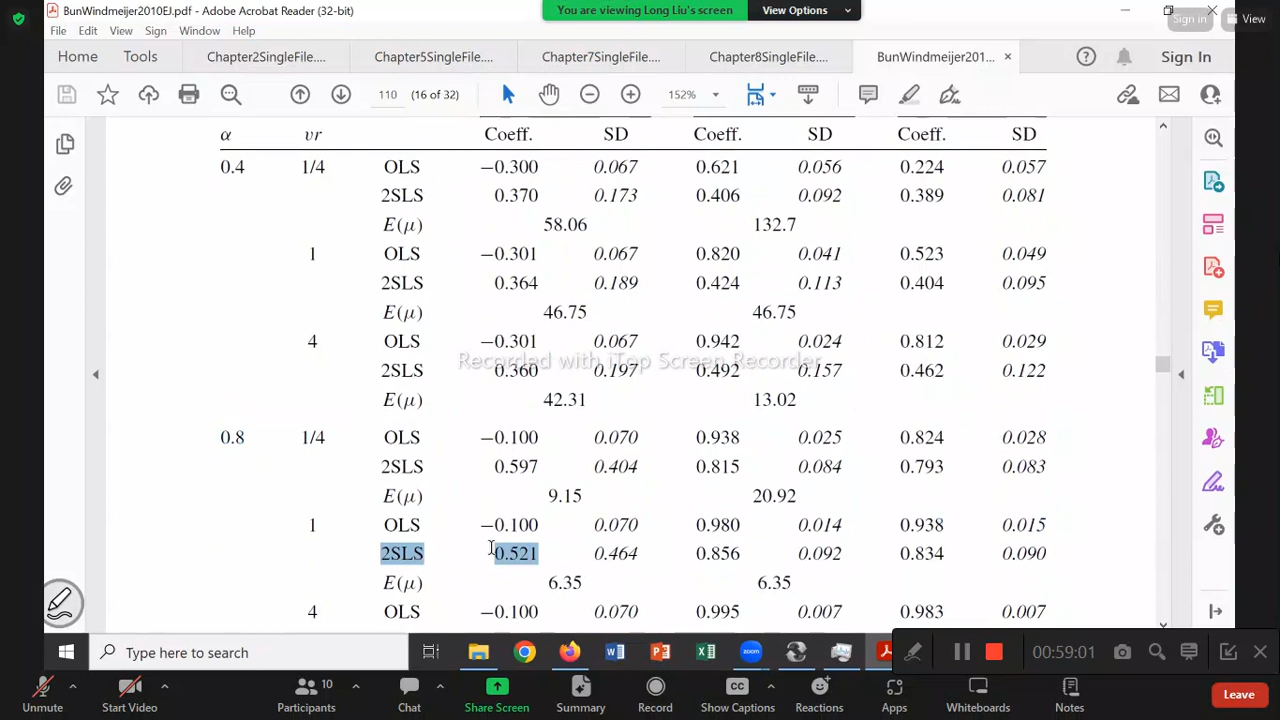 BunWindmeijer2010EJ.pdf - Adobe Acrobat Reader (32-bit)
You are viewing Long Liu's screen
View Options
Sign in
View
File Edit View Sign Window Help
Home Tools Chapter2SingleFile.... Chapter5SingleFile.... Chapter7SingleFile.... Chapter8SingleFile.... BunWindmeijer201... × Sign In
110 (16 of 32) 152%
Coeff. SD Coeff. SD Coeff. SD
α vr
0.4 1/4 OLS −0.300 0.067 0.621 0.056 0.224 0.057
2SLS 0.370 0.173 0.406 0.092 0.389 0.081
E(μ) 58.06 132.7
1 OLS −0.301 0.067 0.820 0.041 0.523 0.049
2SLS 0.364 0.189 0.424 0.113 0.404 0.095
E(μ) 46.75 46.75
4 OLS −0.301 0.067 0.942 0.024 0.812 0.029
Recorded with iTop Screen Recorder
2SLS 0.360 0.197 0.492 0.157 0.462 0.122
E(μ) 42.31 13.02
0.8 1/4 OLS −0.100 0.070 0.938 0.025 0.824 0.028
2SLS 0.597 0.404 0.815 0.084 0.793 0.083
E(μ) 9.15 20.92
1 OLS −0.100 0.070 0.980 0.014 0.938 0.015
2SLS 0.521 0.464 0.856 0.092 0.834 0.090
E(μ) 6.35 6.35
4 OLS −0.100 0.070 0.995 0.007 0.983 0.007
Type here to search
zoom
00:59:01
10
Unmute Start Video Participants Chat Share Screen Summary Record Show Captions Reactions Apps Whiteboards Notes Leave